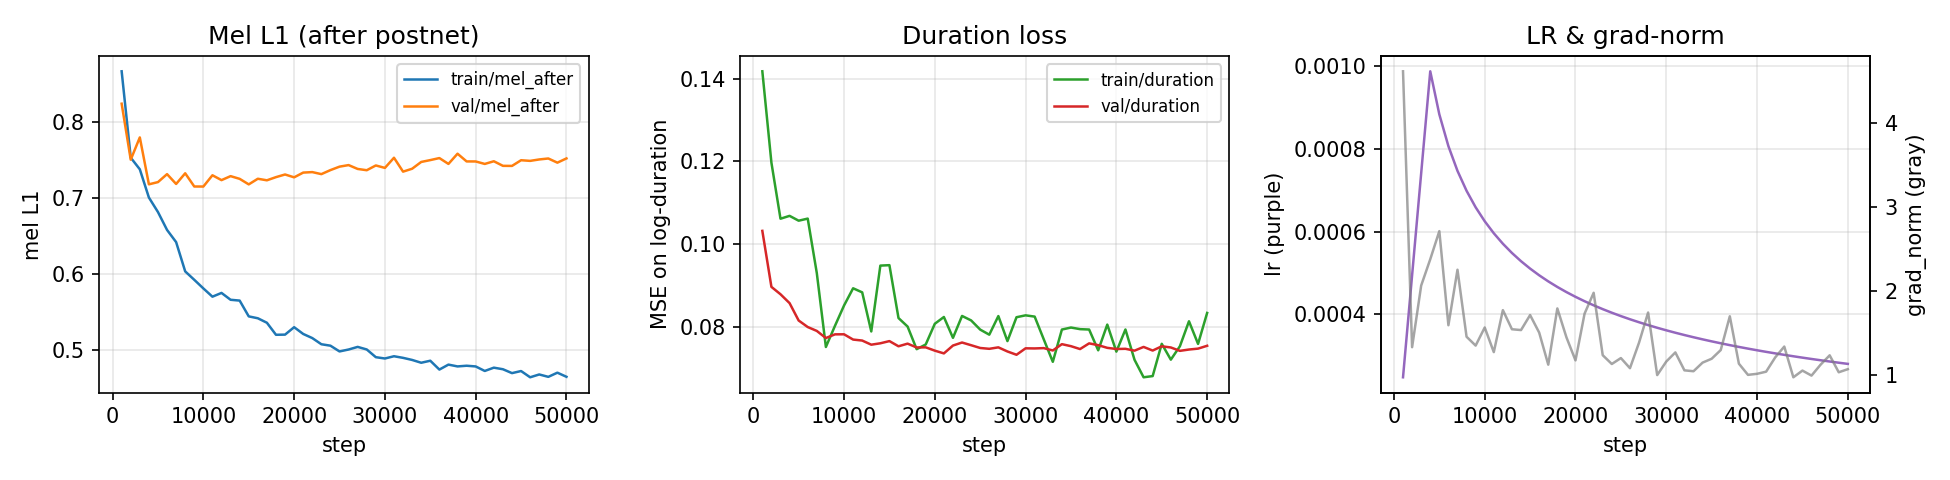 Mel L1 (after postnet)
train/mel_after
val/mel_after
mel L1
0.8
0.7
0.6
0.5
0
10000
20000
30000
40000
50000
step
Duration loss
train/duration
val/duration
MSE on log-duration
0.14
0.12
0.10
0.08
0
10000
20000
30000
40000
50000
step
LR & grad-norm
lr (purple)
0.0010
0.0008
0.0006
0.0004
4
3
2
1
grad_norm (gray)
0
10000
20000
30000
40000
50000
step